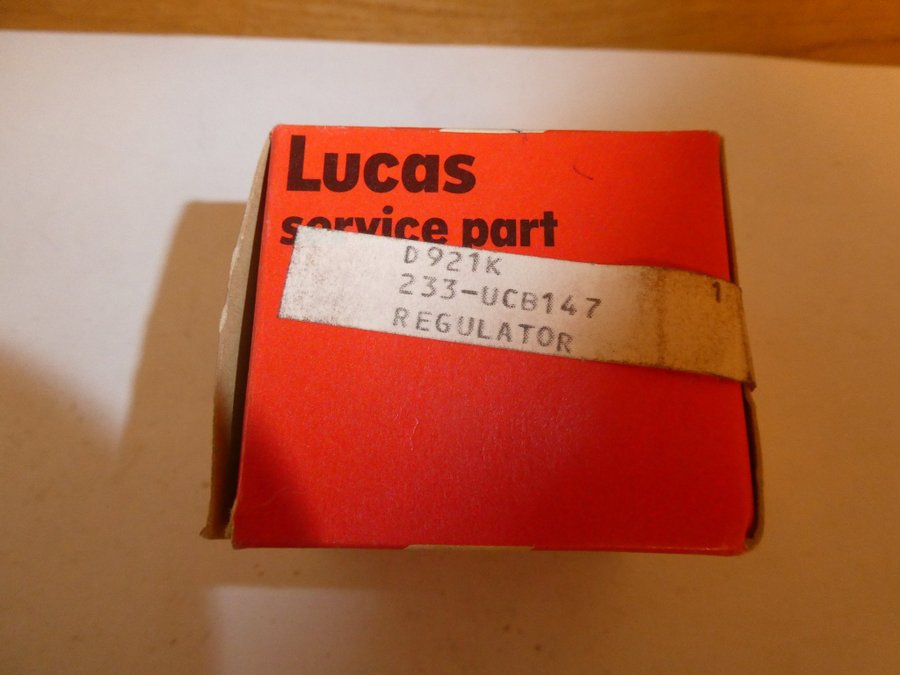 Lucas
service part
D921K
1
233-UCB147
REGULATOR